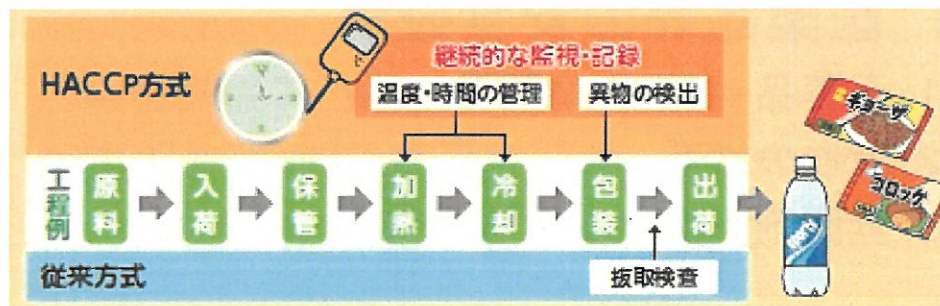 継続的な監視・記録
HACCP方式
温度・時間の管理
異物の検出
ギョーザ
コロッケ
工程例
原料
入荷
保管
加熱
冷却
包装
出荷
従来方式
抜取検査